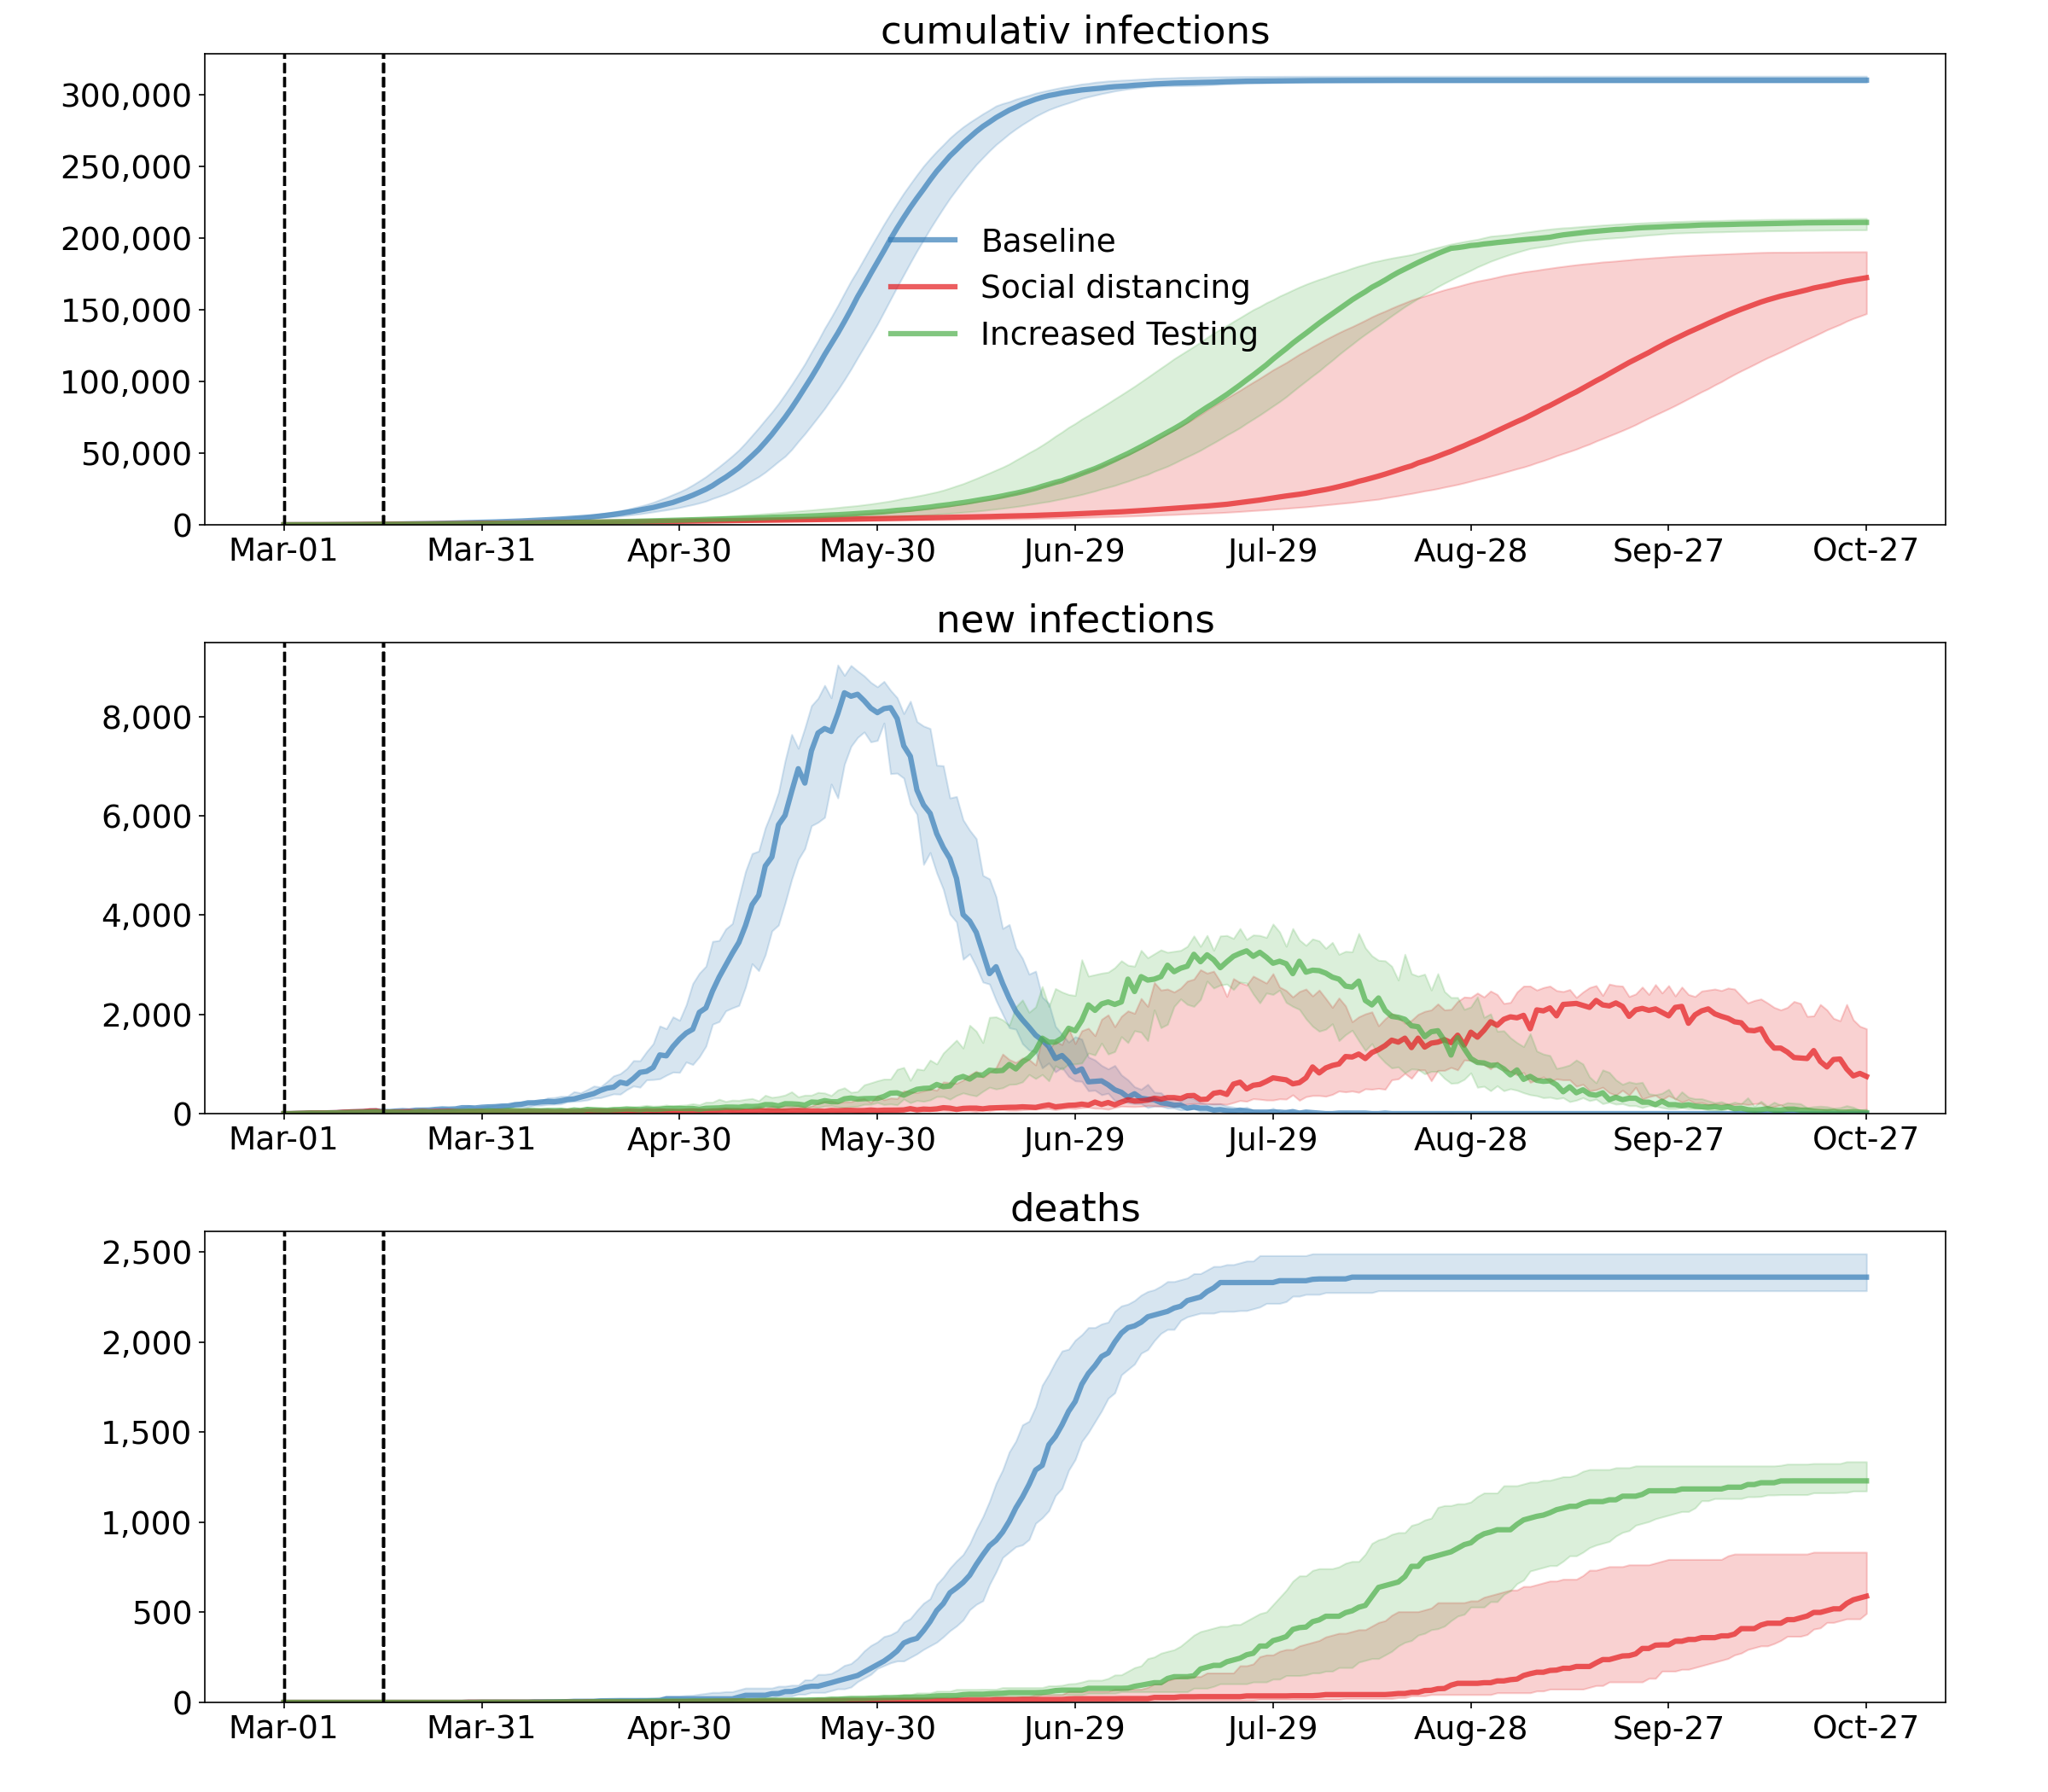 cumulativ infections
300,000
250,000
200,000
150,000
100,000
50,000
0
Baseline
Social distancing
Increased Testing
Mar-01 Mar-31 Apr-30 May-30 Jun-29 Jul-29 Aug-28 Sep-27 Oct-27
new infections
8,000
6,000
4,000
2,000
0
Mar-01 Mar-31 Apr-30 May-30 Jun-29 Jul-29 Aug-28 Sep-27 Oct-27
deaths
2,500
2,000
1,500
1,000
500
0
Mar-01 Mar-31 Apr-30 May-30 Jun-29 Jul-29 Aug-28 Sep-27 Oct-27